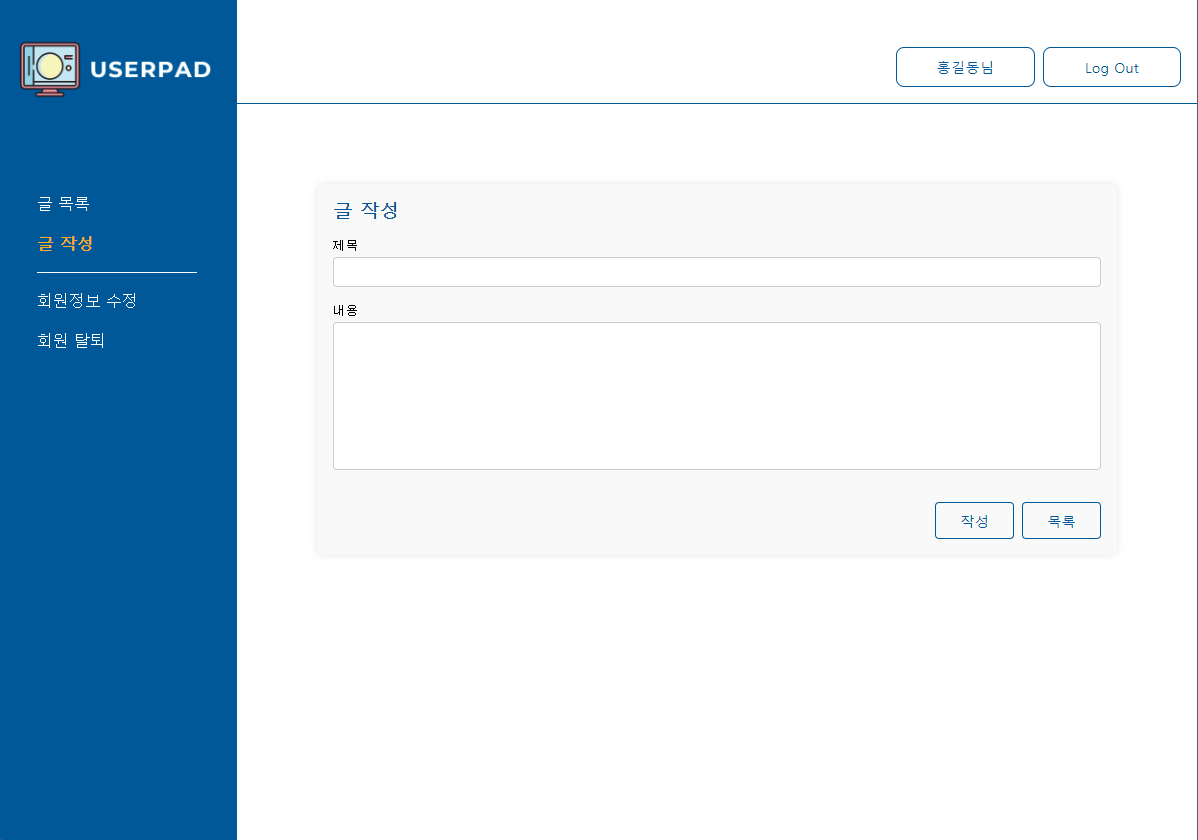 USERPAD
홍길동님
Log Out
글 목록
글 작성
회원정보 수정
회원 탈퇴
글 작성
제목
내용
작성
목록